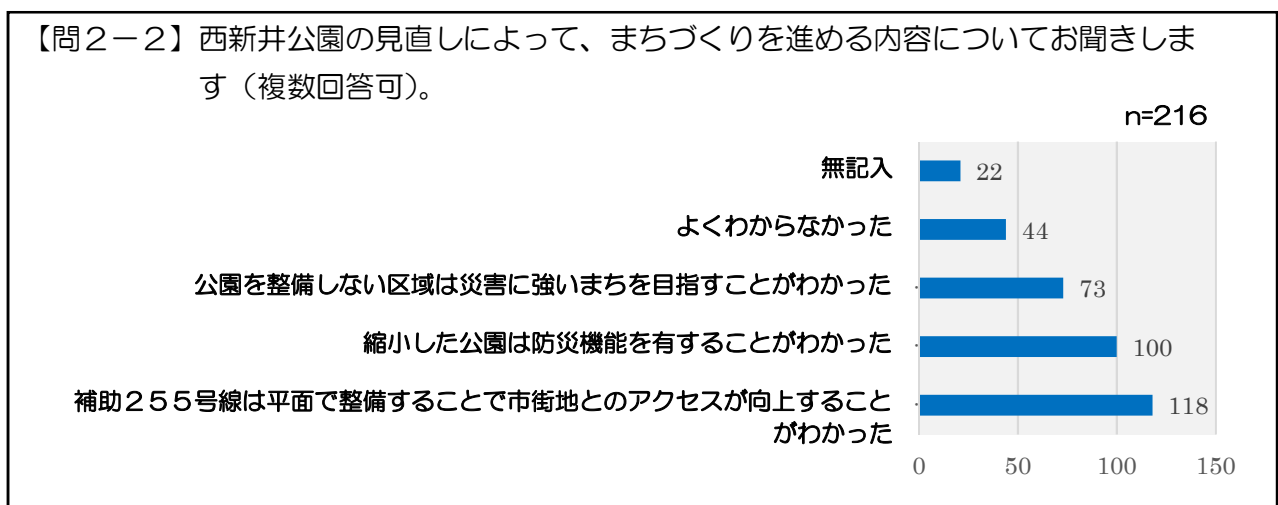 【問2－2】西新井公園の見直しによって、まちづくりを進める内容についてお聞きしま
す（複数回答可）。
n=216
無記入
22
よくわからなかった
44
公園を整備しない区域は災害に強いまちを目指すことがわかった
73
縮小した公園は防災機能を有することがわかった
100
補助２５５号線は平面で整備することで市街地とのアクセスが向上すること
がわかった
118
0 50 100 150